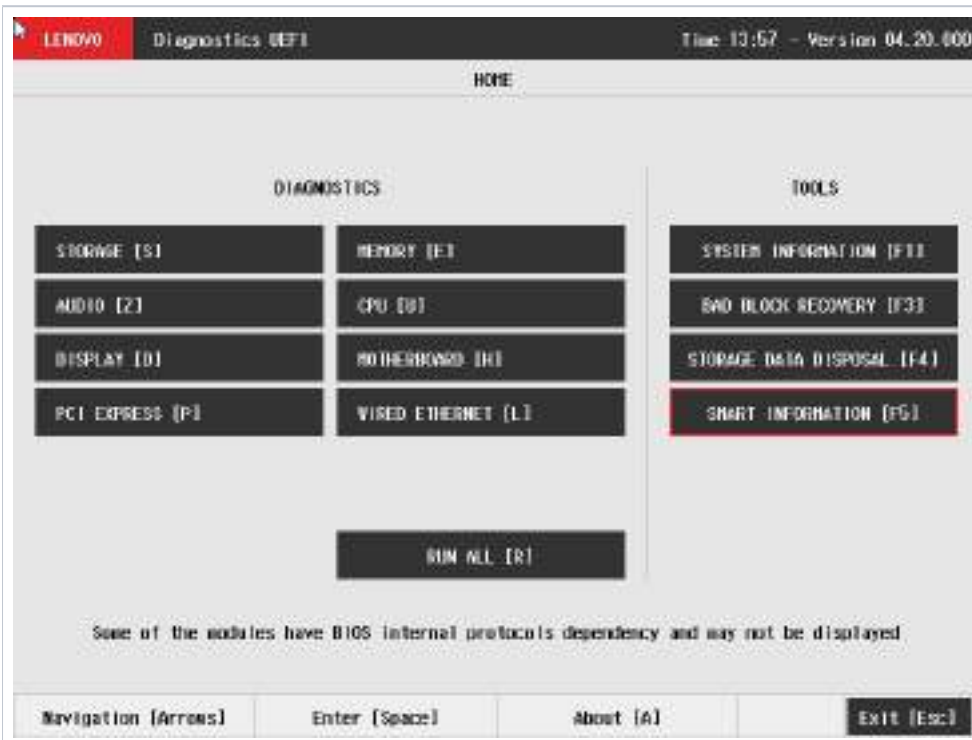 LENOVO Diagnostics UEFI Time 13:57 - Version 04.20.000
HOME
DIAGNOSTICS TOOLS
STORAGE [S] MEMORY [E] SYSTEM INFORMATION [F1]
AUDIO [Z] CPU [U] BAD BLOCK RECOVERY [F3]
DISPLAY [D] MOTHERBOARD [H] STORAGE DATA DISPOSAL [F4]
PCI EXPRESS [P] WIRED ETHERNET [L] SMART INFORMATION [F5]
RUN ALL [R]
Some of the modules have BIOS internal protocols dependency and may not be displayed
Navigation [Arrows] Enter [Space] About [A] Exit [Esc]